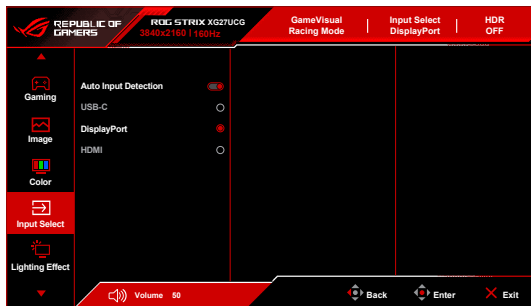 REPUBLIC OF
GAMERS
ROG STRIX XG27UCG
3840x2160 | 160Hz
GameVisual
Racing Mode
Input Select
DisplayPort
HDR
OFF
Gaming
Image
Color
Input Select
Lighting Effect
Auto Input Detection
USB-C
DisplayPort
HDMI
Volume 50
Back
Enter
Exit